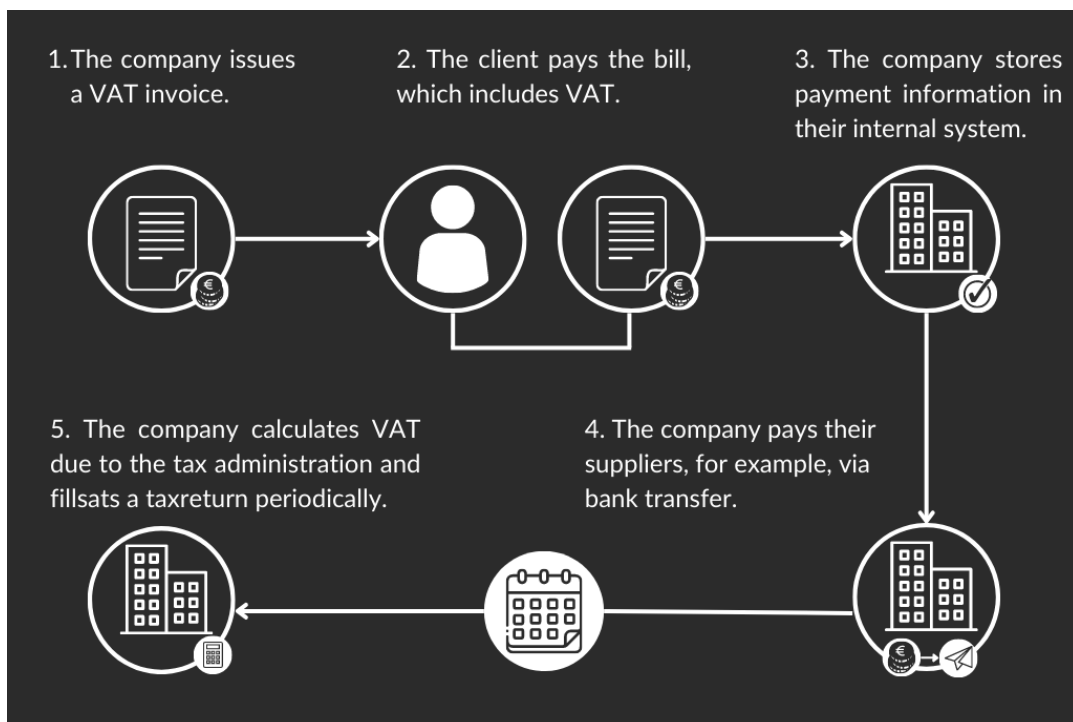 1. The company issues
a VAT invoice.
2. The client pays the bill,
which includes VAT.
3. The company stores
payment information in
their internal system.
€
€
5. The company calculates VAT
due to the tax administration and
fillsats a taxreturn periodically.
4. The company pays their
suppliers, for example, via
bank transfer.
€